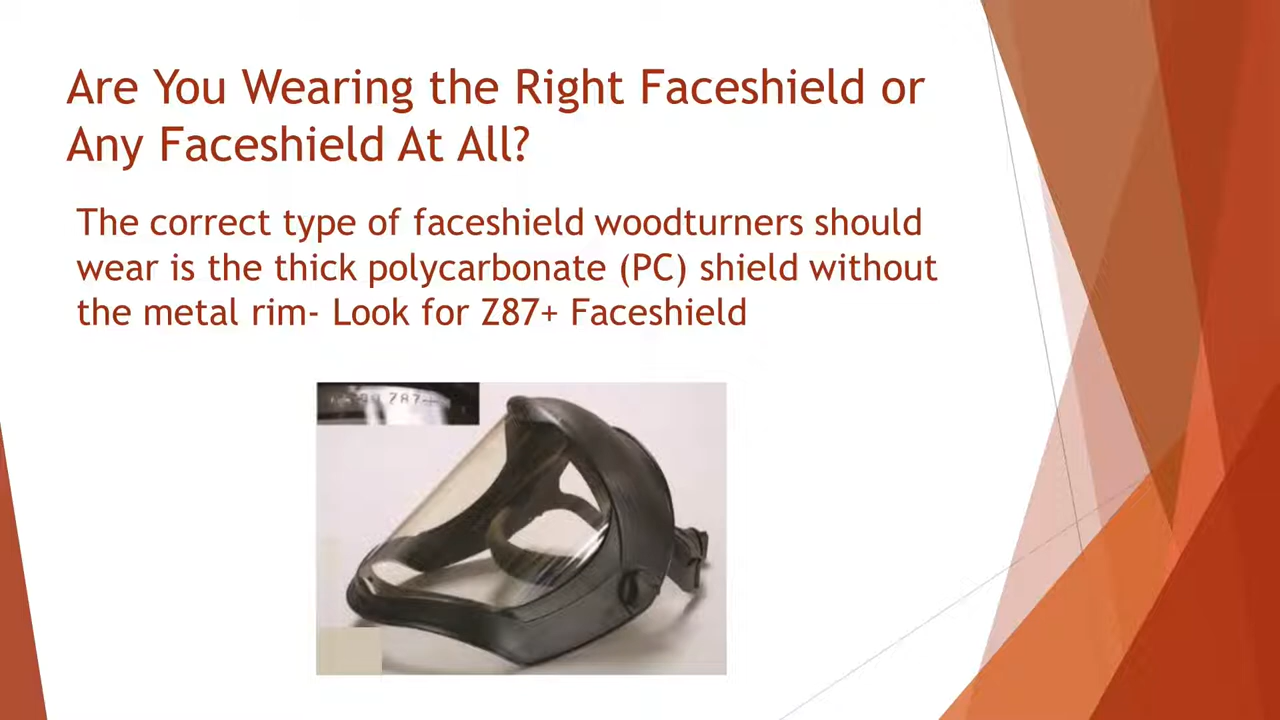 Are You Wearing the Right Faceshield or
Any Faceshield At All?
The correct type of faceshield woodturners should
wear is the thick polycarbonate (PC) shield without
the metal rim- Look for Z87+ Faceshield
Z87+